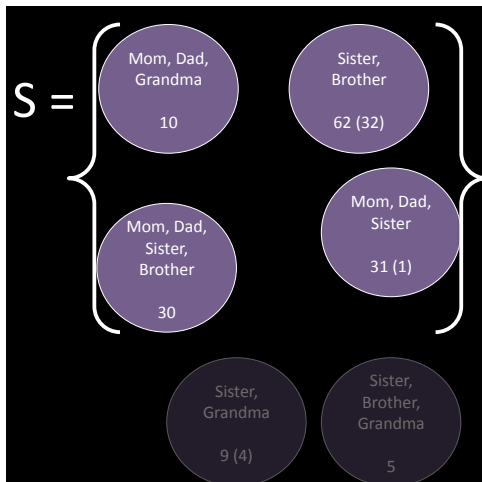 S =
Mom, Dad,
Grandma
10
Sister,
Brother
62 (32)
Mom, Dad,
Sister,
Brother
30
Mom, Dad,
Sister
31 (1)
Sister,
Grandma
9 (4)
Sister,
Brother,
Grandma
5